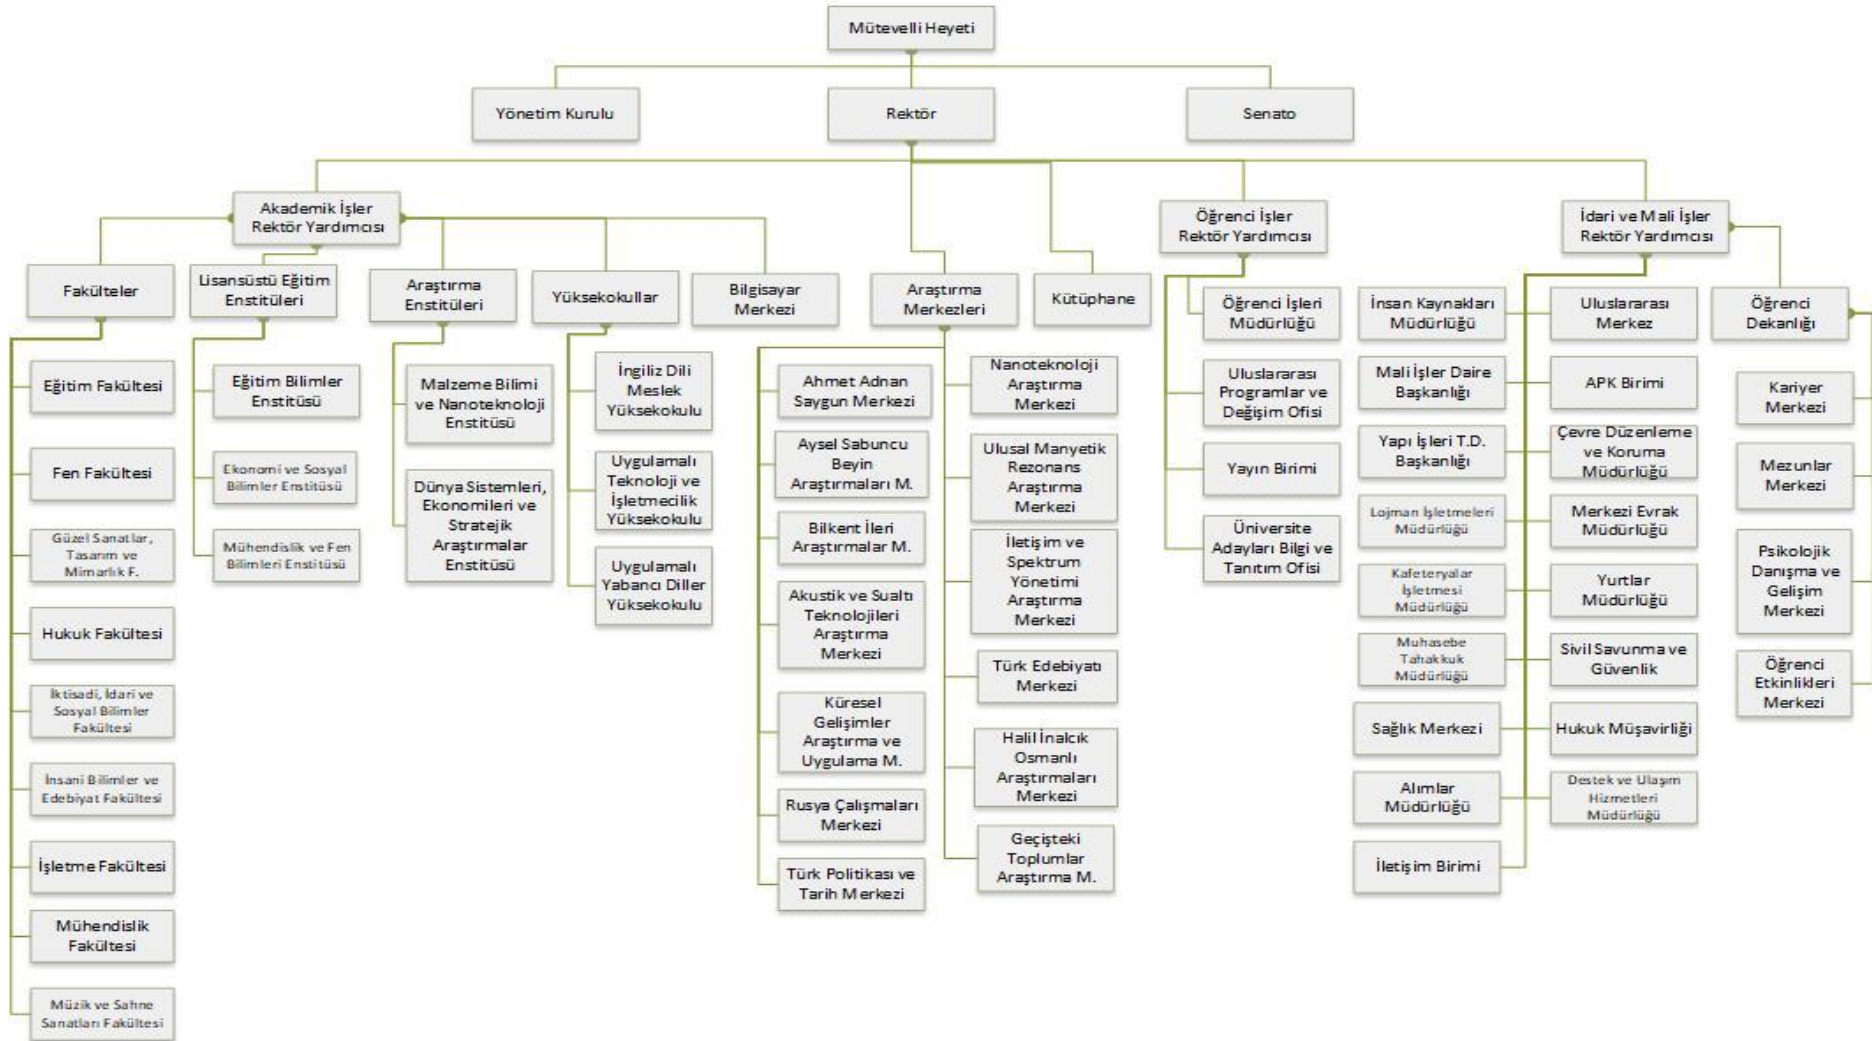 Mütevelli Heyeti
Yönetim Kurulu
Rektör
Senato
Akademik İşler
Rektör Yardımcısı
Öğrenci İşler
Rektör Yardımcısı
İdari ve Mali İşler
Rektör Yardımcısı
Fakülteler
Lisansüstü Eğitim
Enstitüleri
Araştırma
Enstitüleri
Yüksekokullar
Bilgisayar
Merkezi
Araştırma
Merkezleri
Kütüphane
Eğitim Fakültesi
Fen Fakültesi
Güzel Sanatlar,
Tasarım ve
Mimarlık F.
Hukuk Fakültesi
İktisadi, İdari ve
Sosyal Bilimler
Fakültesi
İnsani Bilimler ve
Edebiyat Fakültesi
İşletme Fakültesi
Mühendislik
Fakültesi
Müzik ve Sahne
Sanatları Fakültesi
Eğitim Bilimler
Enstitüsü
Ekonomi ve Sosyal
Bilimler Enstitüsü
Mühendislik ve Fen
Bilimleri Enstitüsü
Malzeme Bilimi
ve Nanoteknoloji
Enstitüsü
Dünya Sistemleri,
Ekonomileri ve
Stratejik
Araştırmalar
Enstitüsü
İngiliz Dili
Meslek
Yüksekokulu
Uygulamalı
Teknoloji ve
İşletmecilik
Yüksekokulu
Uygulamalı
Yabancı Diller
Yüksekokulu
Ahmet Adnan
Saygun Merkezi
Aysel Sabuncu
Beyin
Araştırmaları M.
Bilkent İleri
Araştırmalar M.
Akustik ve Sualtı
Teknolojileri
Araştırma
Merkezi
Küresel
Gelişimler
Araştırma ve
Uygulama M.
Rusya Çalışmaları
Merkezi
Türk Politikası ve
Tarih Merkezi
Nanoteknoloji
Araştırma
Merkezi
Ulusal Manyetik
Rezonans
Araştırma
Merkezi
İletişim ve
Spektrum
Yönetimi
Araştırma
Merkezi
Türk Edebiyatı
Merkezi
Halil İnalcık
Osmanlı
Araştırmaları
Merkezi
Geçişteki
Toplumlar
Araştırma M.
Öğrenci İşleri
Müdürlüğü
Uluslararası
Programlar ve
Değişim Ofisi
Yayın Birimi
Üniversite
Adayları Bilgi ve
Tanıtım Ofisi
İnsan Kaynakları
Müdürlüğü
Mali İşler Daire
Başkanlığı
Yapı İşleri T.D.
Başkanlığı
Lojman İşletmeleri
Müdürlüğü
Kafeteryalar
İşletmesi
Müdürlüğü
Muhasebe
Tahakkuk
Müdürlüğü
Sağlık Merkezi
Alımlar
Müdürlüğü
İletişim Birimi
Uluslararası
Merkez
APK Birimi
Çevre Düzenleme
ve Koruma
Müdürlüğü
Merkezi Evrak
Müdürlüğü
Yurtlar
Müdürlüğü
Sivil Savunma ve
Güvenlik
Hukuk Müşavirliği
Destek ve Ulaşım
Hizmetleri
Müdürlüğü
Öğrenci
Dekanlığı
Kariyer
Merkezi
Mezunlar
Merkezi
Psikolojik
Danışma ve
Gelişim
Merkezi
Öğrenci
Etkinlikleri
Merkezi